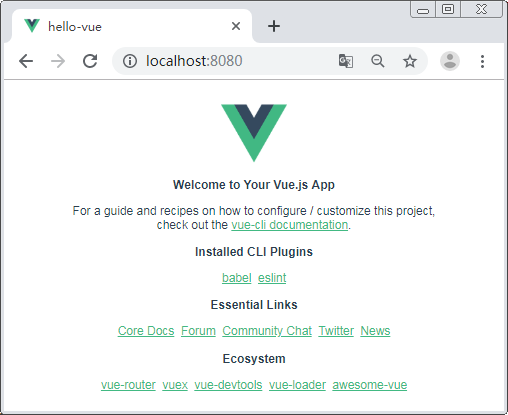 hello-vue
localhost:8080
Welcome to Your Vue.js App
For a guide and recipes on how to configure / customize this project,
check out the vue-cli documentation.
Installed CLI Plugins
babel eslint
Essential Links
Core Docs Forum Community Chat Twitter News
Ecosystem
vue-router vuex vue-devtools vue-loader awesome-vue